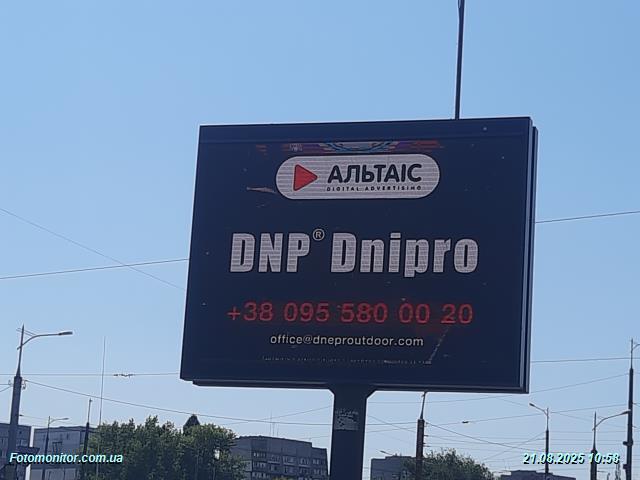 АЛЬТАІС
DIGITAL ADVERTISING
DNP® Dnipro
+38 095 580 00 20
office@dneproutdoor.com
Fotomonitor.com.ua
21.08.2025 10:58